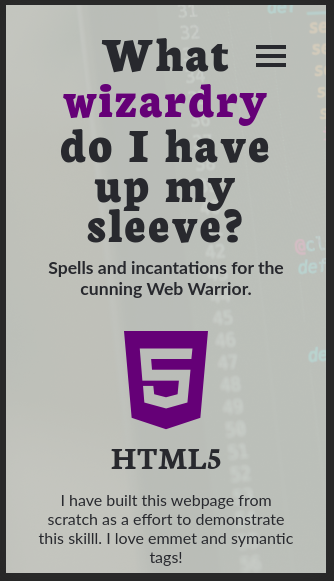 What
wizardry
do I have
up my
sleeve?
Spells and incantations for the
cunning Web Warrior.
HTML5
I have built this webpage from
scratch as a effort to demonstrate
this skilll. I love emmet and symantic
tags!